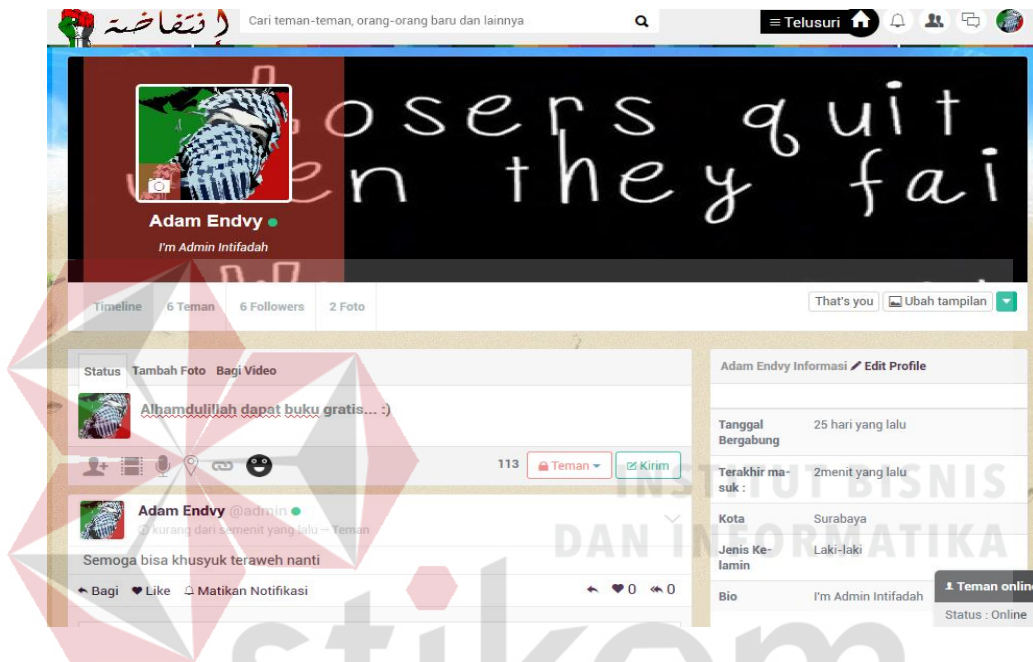 إنتفاضة
Cari teman-teman, orang-orang baru dan lainnya
≡ Telusuri
Losers quit
when they fai
Adam Endvy
I'm Admin Intifadah
Timeline 6 Teman 6 Followers 2 Foto
That's you Ubah tampilan
Status Tambah Foto Bagi Video
Alhamdulillah dapat buku gratis... :)
113 Teman Kirim
Adam Endvy @admin
kurang dari semenit yang lalu – Teman
Semoga bisa khusyuk teraweh nanti
Bagi Like Matikan Notifikasi
0 0
Adam Endvy Informasi Edit Profile
Tanggal
Bergabung 25 hari yang lalu
Terakhir ma-
suk : 2menit yang lalu
Kota Surabaya
Jenis Ke-
lamin Laki-laki
Bio I'm Admin Intifadah
Teman online
Status : Online
INSTITUT BISNIS
DAN INFORMATIKA
stikom